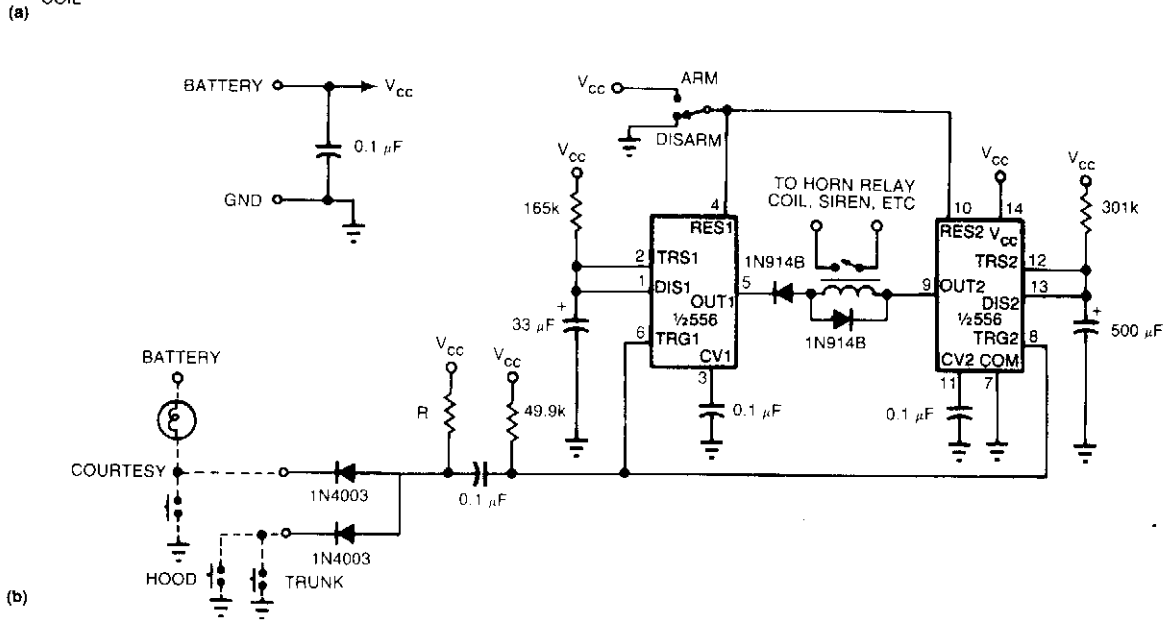 COIL
(a)
BATTERY
VCC
0.1 µF
GND
VCC
ARM
DISARM
VCC
165k
4
RES1
2
TRS1
1
DIS1
OUT1
5
½556
33 µF
+
6
TRG1
CV1
3
0.1 µF
TO HORN RELAY
COIL, SIREN, ETC
1N914B
1N914B
VCC
10
14
RES2
VCC
TRS2
12
9
OUT2
DIS2
13
½556
TRG2
8
CV2
COM
11
7
0.1 µF
VCC
301k
+
500 µF
BATTERY
COURTESY
1N4003
1N4003
HOOD
TRUNK
VCC
R
0.1 µF
VCC
49.9k
(b)